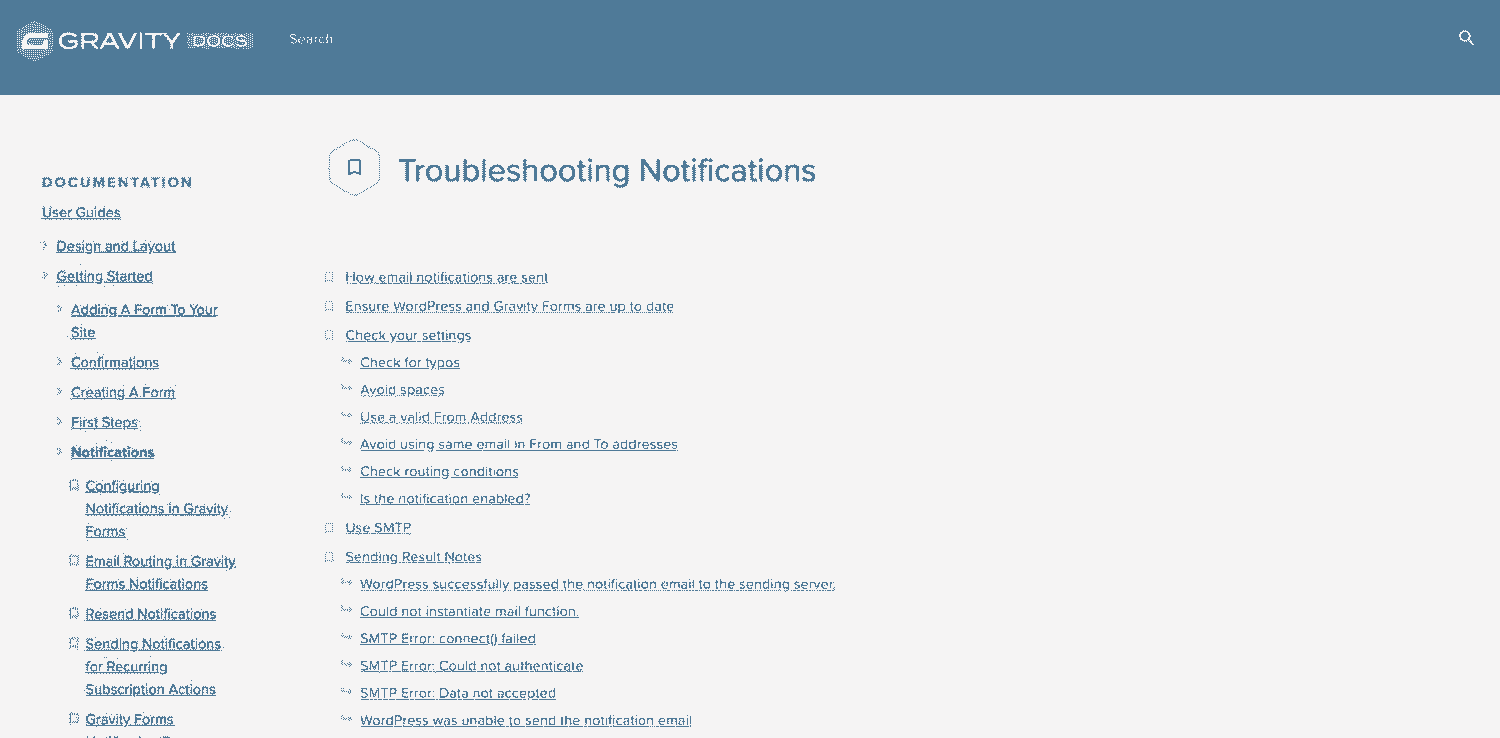 GRAVITY DOCS
Search
Troubleshooting Notifications
DOCUMENTATION
User Guides
Design and Layout
Getting Started
Adding A Form To Your
Site
Confirmations
Creating A Form
First Steps
Notifications
Configuring
Notifications in Gravity
Forms
Email Routing in Gravity
Forms Notifications
Resend Notifications
Sending Notifications
for Recurring
Subscription Actions
Gravity Forms
How email notifications are sent
Ensure WordPress and Gravity Forms are up to date
Check your settings
Check for typos
Avoid spaces
Use a valid From Address
Avoid using same email in From and To addresses
Check routing conditions
Is the notification enabled?
Use SMTP
Sending Result Notes
WordPress successfully passed the notification email to the sending server.
Could not instantiate mail function.
SMTP Error: connect() failed
SMTP Error: Could not authenticate
SMTP Error: Data not accepted
WordPress was unable to send the notification email